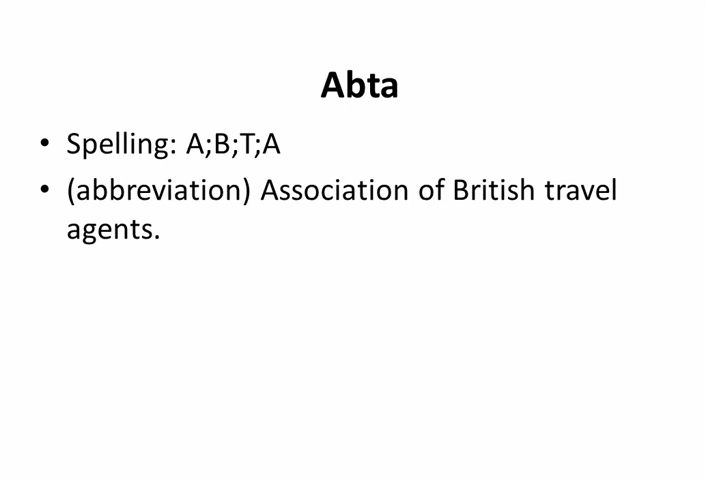 Abta
• Spelling: A;B;T;A
• (abbreviation) Association of British travel
agents.